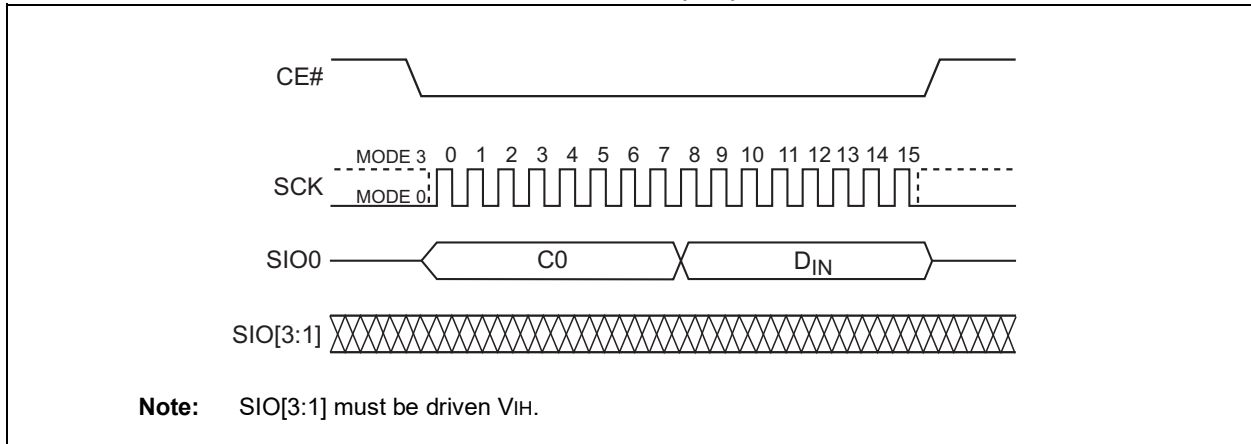 CE#
MODE 3 0 1 2 3 4 5 6 7 8 9 10 11 12 13 14 15
SCK
MODE 0
SIO0 C0 DIN
SIO[3:1]
Note: SIO[3:1] must be driven VIH.